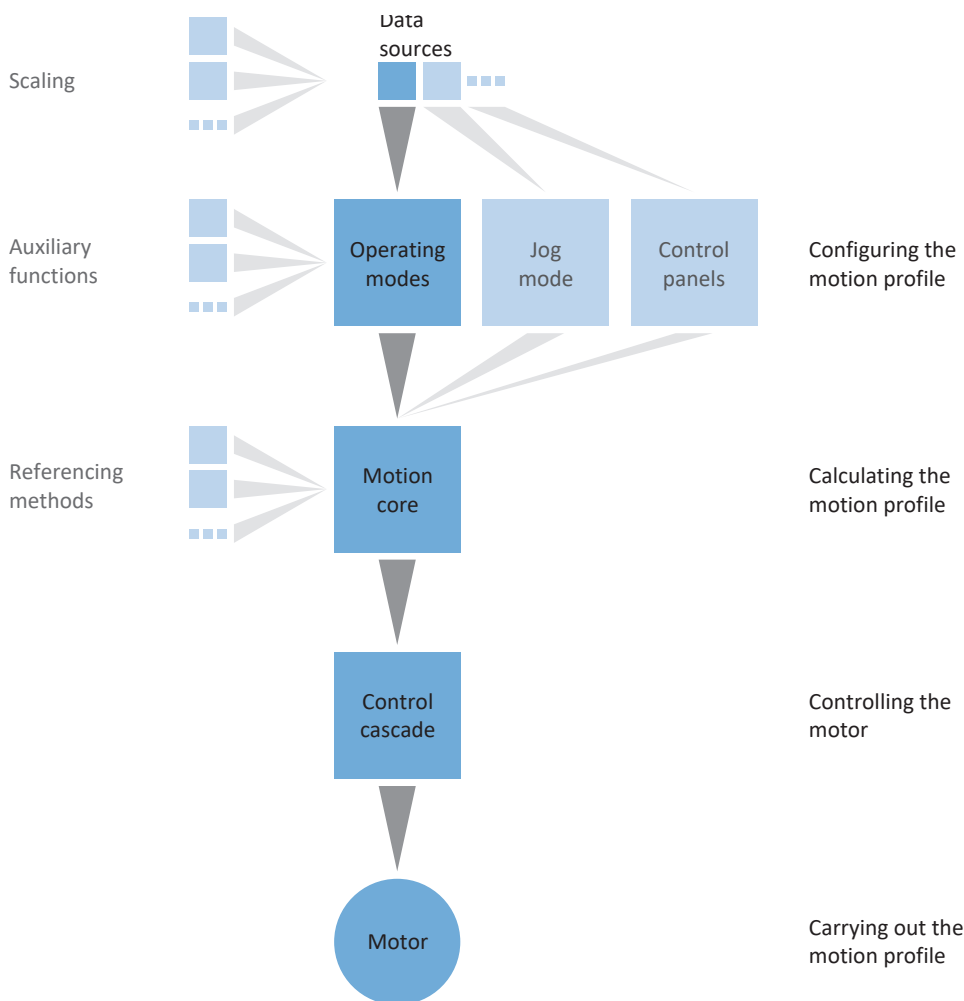 Data
sources
Scaling
Auxiliary
functions
Operating
modes
Jog
mode
Control
panels
Configuring the
motion profile
Referencing
methods
Motion
core
Calculating the
motion profile
Control
cascade
Controlling the
motor
Motor
Carrying out the
motion profile